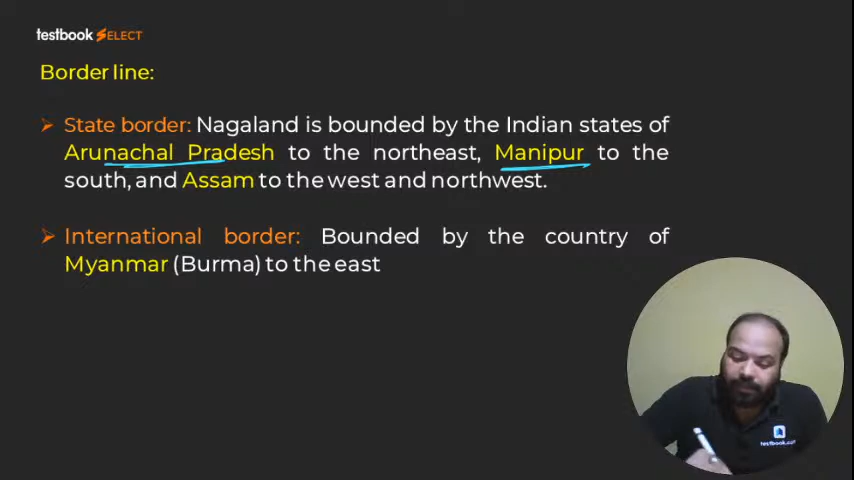 testbook SELECT
Border line:
➢ State border: Nagaland is bounded by the Indian states of
Arunachal Pradesh to the northeast, Manipur to the
south, and Assam to the west and northwest.
➢ International border: Bounded by the country of
Myanmar (Burma) to the east